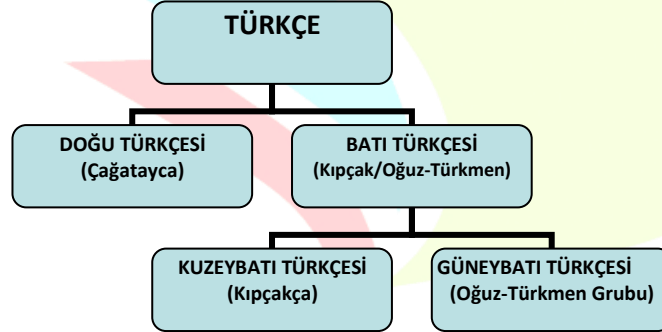 TÜRKÇE
DOĞU TÜRKÇESİ
(Çağatayca)
BATI TÜRKÇESİ
(Kıpçak/Oğuz-Türkmen)
KUZEYBATI TÜRKÇESİ
(Kıpçakça)
GÜNEYBATI TÜRKÇESİ
(Oğuz-Türkmen Grubu)